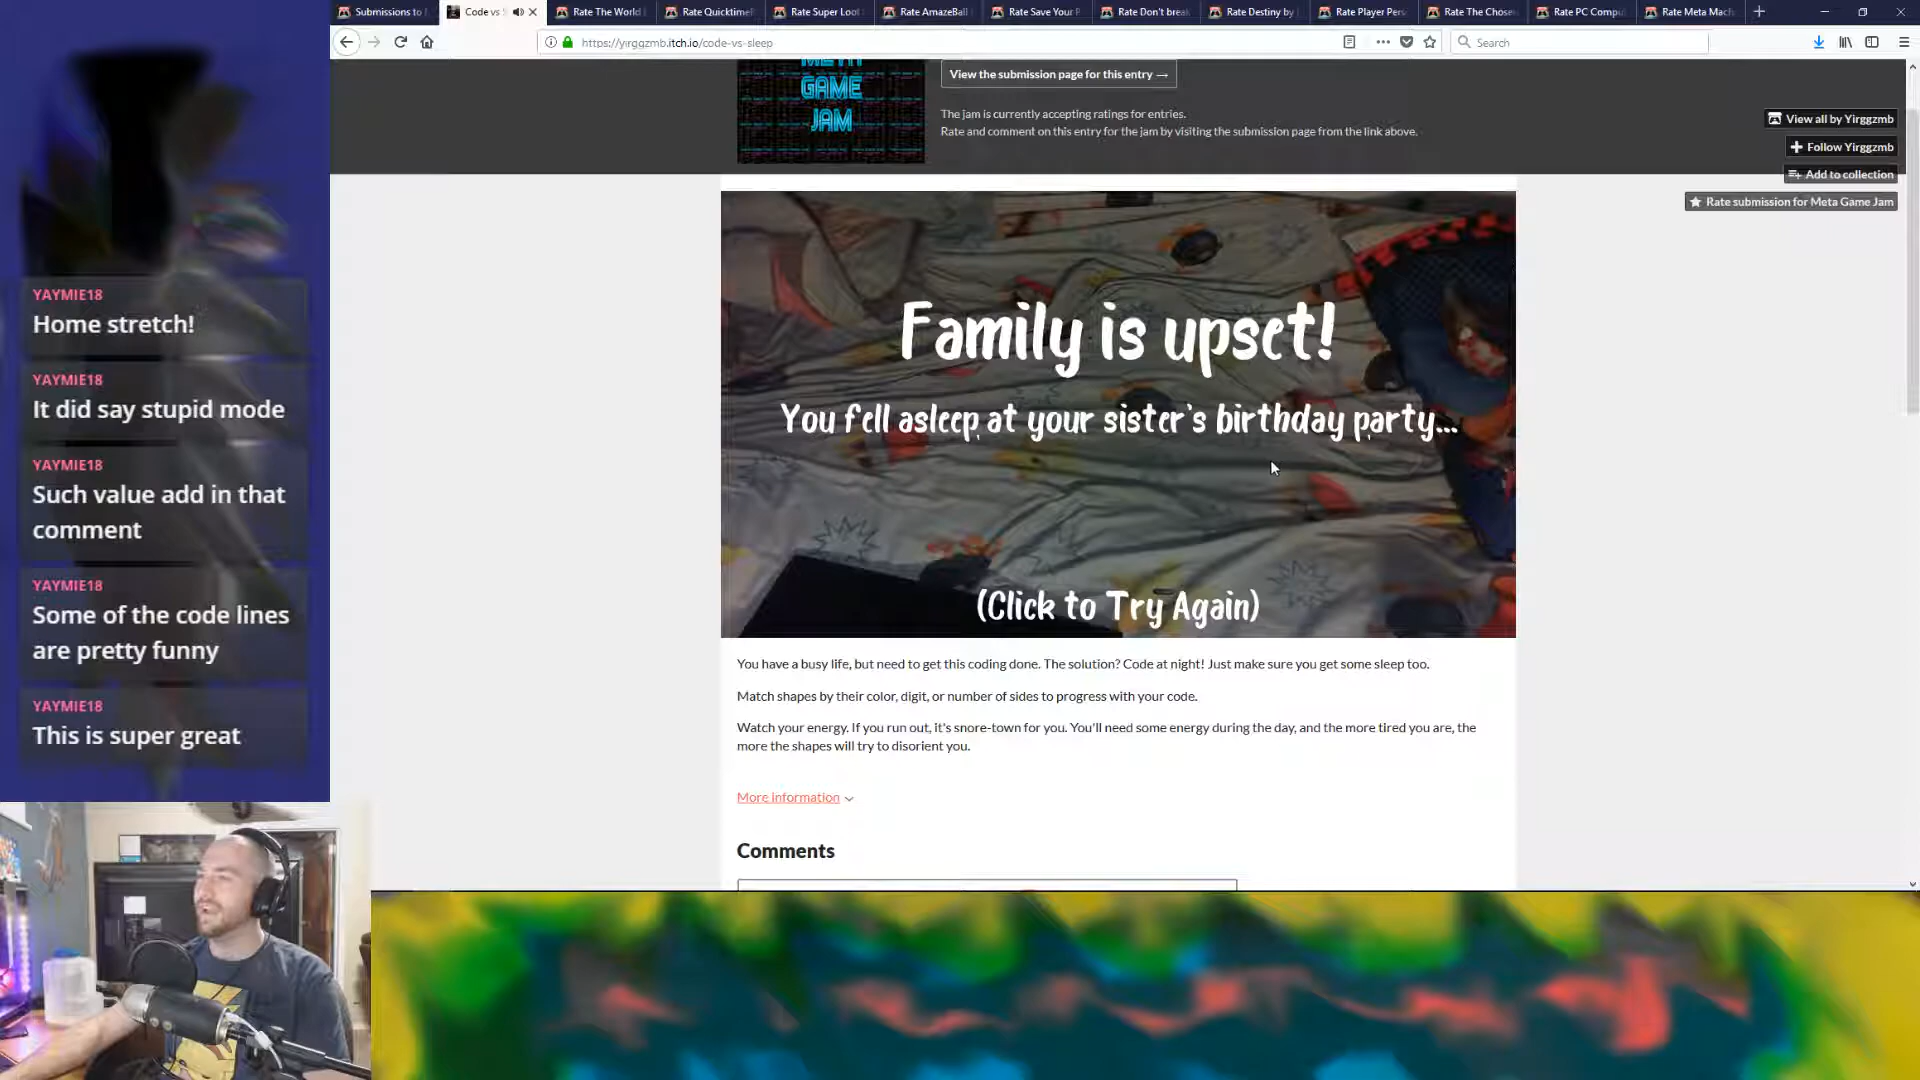 Submissions to
Code vs
Rate The World
Rate Quicktime
Rate Super Loot
Rate AmazeBall
Rate Save Your
Rate Don't break
Rate Destiny by
Rate Player Per
Rate The Chose
Rate PC Compu
Rate Meta Mac
https://yirggzmb.itch.io/code-vs-sleep
Search
META
GAME
JAM
View the submission page for this entry →
The jam is currently accepting ratings for entries.
Rate and comment on this entry for the jam by visiting the submission page from the link above.
View all by Yirggzmb
Follow Yirggzmb
Add to collection
Rate submission for Meta Game Jam
YAYMIE18
Home stretch!
YAYMIE18
It did say stupid mode
YAYMIE18
Such value add in that
comment
YAYMIE18
Some of the code lines
are pretty funny
YAYMIE18
This is super great
Family is upset!
You fell asleep at your sister's birthday party...
(Click to Try Again)
You have a busy life, but need to get this coding done. The solution? Code at night! Just make sure you get some sleep too.
Match shapes by their color, digit, or number of sides to progress with your code.
Watch your energy. If you run out, it's snore-town for you. You'll need some energy during the day, and the more tired you are, the
more the shapes will try to disorient you.
More information
Comments